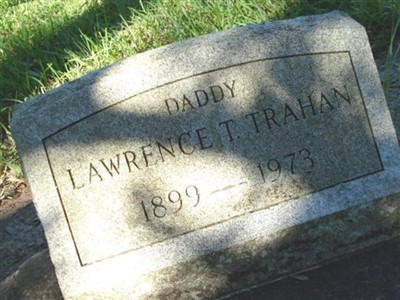 DADDY
LAWRENCE T. TRAHAN
1899 — 1973